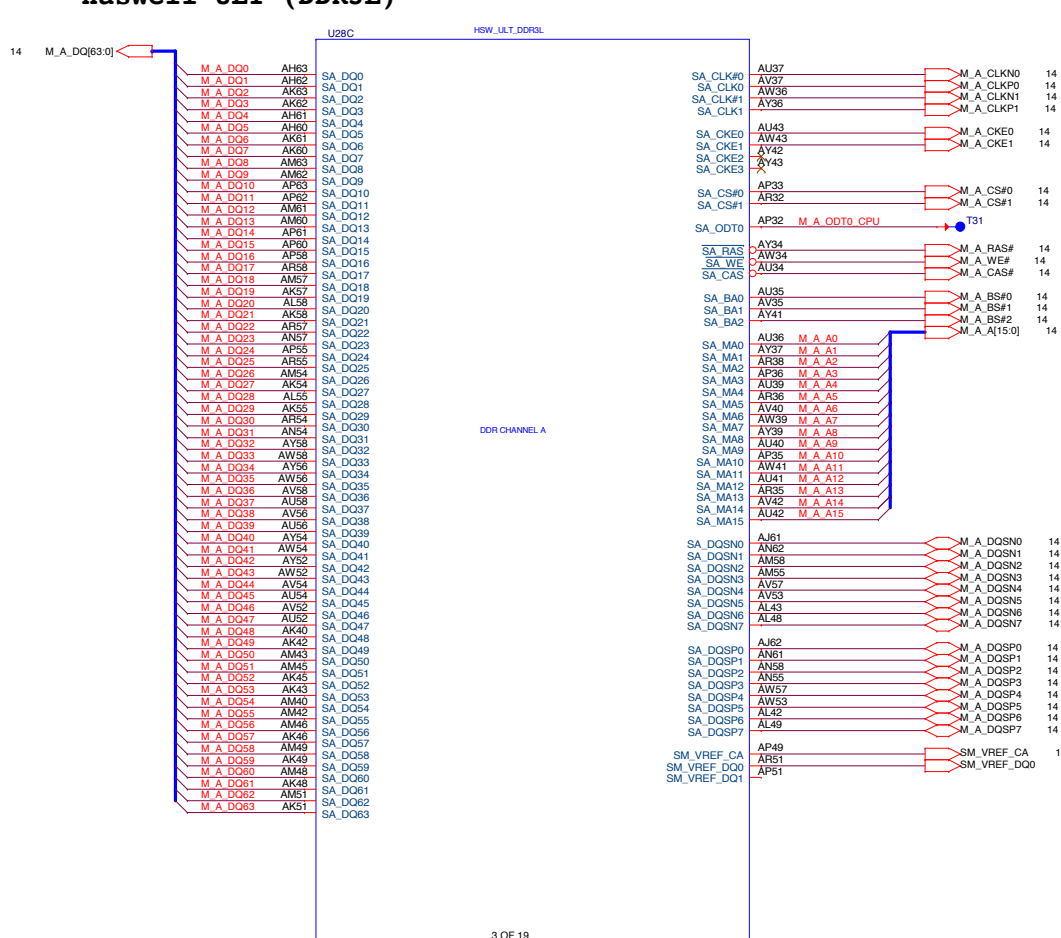 Haswell ULT (DDR3L)
U28C
HSW_ULT_DDR3L
14 M_A_DQ[63:0]
M_A_DQ0 AH63 SA_DQ0
M_A_DQ1 AH62 SA_DQ1
M_A_DQ2 AK63 SA_DQ2
M_A_DQ3 AK62 SA_DQ3
M_A_DQ4 AH61 SA_DQ4
M_A_DQ5 AH60 SA_DQ5
M_A_DQ6 AK61 SA_DQ6
M_A_DQ7 AK60 SA_DQ7
M_A_DQ8 AM63 SA_DQ8
M_A_DQ9 AM62 SA_DQ9
M_A_DQ10 AP63 SA_DQ10
M_A_DQ11 AP62 SA_DQ11
M_A_DQ12 AM61 SA_DQ12
M_A_DQ13 AM60 SA_DQ13
M_A_DQ14 AP61 SA_DQ14
M_A_DQ15 AP60 SA_DQ15
M_A_DQ16 AP58 SA_DQ16
M_A_DQ17 AR58 SA_DQ17
M_A_DQ18 AM57 SA_DQ18
M_A_DQ19 AK57 SA_DQ19
M_A_DQ20 AL58 SA_DQ20
M_A_DQ21 AK58 SA_DQ21
M_A_DQ22 AR57 SA_DQ22
M_A_DQ23 AN57 SA_DQ23
M_A_DQ24 AP55 SA_DQ24
M_A_DQ25 AR55 SA_DQ25
M_A_DQ26 AM54 SA_DQ26
M_A_DQ27 AK54 SA_DQ27
M_A_DQ28 AL55 SA_DQ28
M_A_DQ29 AK55 SA_DQ29
M_A_DQ30 AR54 SA_DQ30
M_A_DQ31 AN54 SA_DQ31
M_A_DQ32 AY58 SA_DQ32
M_A_DQ33 AW58 SA_DQ33
M_A_DQ34 AY56 SA_DQ34
M_A_DQ35 AW56 SA_DQ35
M_A_DQ36 AV58 SA_DQ36
M_A_DQ37 AU58 SA_DQ37
M_A_DQ38 AV56 SA_DQ38
M_A_DQ39 AU56 SA_DQ39
M_A_DQ40 AY54 SA_DQ40
M_A_DQ41 AW54 SA_DQ41
M_A_DQ42 AY52 SA_DQ42
M_A_DQ43 AW52 SA_DQ43
M_A_DQ44 AV54 SA_DQ44
M_A_DQ45 AU54 SA_DQ45
M_A_DQ46 AV52 SA_DQ46
M_A_DQ47 AU52 SA_DQ47
M_A_DQ48 AK40 SA_DQ48
M_A_DQ49 AK42 SA_DQ49
M_A_DQ50 AM43 SA_DQ50
M_A_DQ51 AM45 SA_DQ51
M_A_DQ52 AK45 SA_DQ52
M_A_DQ53 AK43 SA_DQ53
M_A_DQ54 AM40 SA_DQ54
M_A_DQ55 AM42 SA_DQ55
M_A_DQ56 AM46 SA_DQ56
M_A_DQ57 AK46 SA_DQ57
M_A_DQ58 AM49 SA_DQ58
M_A_DQ59 AK49 SA_DQ59
M_A_DQ60 AM48 SA_DQ60
M_A_DQ61 AK48 SA_DQ61
M_A_DQ62 AM51 SA_DQ62
M_A_DQ63 AK51 SA_DQ63
DDR CHANNEL A
SA_CLK#0 AU37 M_A_CLKN0 14
SA_CLK0 AV37 M_A_CLKP0 14
SA_CLK#1 AW36 M_A_CLKN1 14
SA_CLK1 AY36 M_A_CLKP1 14
SA_CKE0 AU43 M_A_CKE0 14
SA_CKE1 AW43 M_A_CKE1 14
SA_CKE2 AY42
SA_CKE3 AY43
SA_CS#0 AP33 M_A_CS#0 14
SA_CS#1 AR32 M_A_CS#1 14
SA_ODT0 AP32 M_A_ODT0_CPU T31
SA_RAS AY34 M_A_RAS# 14
SA_WE AW34 M_A_WE# 14
SA_CAS AU34 M_A_CAS# 14
SA_BA0 AU35 M_A_BS#0 14
SA_BA1 AV35 M_A_BS#1 14
SA_BA2 AY41 M_A_BS#2 14
M_A_A[15:0] 14
SA_MA0 AU36 M_A_A0
SA_MA1 AY37 M_A_A1
SA_MA2 AR38 M_A_A2
SA_MA3 AP36 M_A_A3
SA_MA4 AU39 M_A_A4
SA_MA5 AR36 M_A_A5
SA_MA6 AV40 M_A_A6
SA_MA7 AW39 M_A_A7
SA_MA8 AY39 M_A_A8
SA_MA9 AU40 M_A_A9
SA_MA10 AP35 M_A_A10
SA_MA11 AW41 M_A_A11
SA_MA12 AU41 M_A_A12
SA_MA13 AR35 M_A_A13
SA_MA14 AV42 M_A_A14
SA_MA15 AU42 M_A_A15
SA_DQSN0 AJ61 M_A_DQSN0 14
SA_DQSN1 AN62 M_A_DQSN1 14
SA_DQSN2 AM58 M_A_DQSN2 14
SA_DQSN3 AM55 M_A_DQSN3 14
SA_DQSN4 AV57 M_A_DQSN4 14
SA_DQSN5 AV53 M_A_DQSN5 14
SA_DQSN6 AL43 M_A_DQSN6 14
SA_DQSN7 AL48 M_A_DQSN7 14
SA_DQSP0 AJ62 M_A_DQSP0 14
SA_DQSP1 AN61 M_A_DQSP1 14
SA_DQSP2 AN58 M_A_DQSP2 14
SA_DQSP3 AN55 M_A_DQSP3 14
SA_DQSP4 AW57 M_A_DQSP4 14
SA_DQSP5 AW53 M_A_DQSP5 14
SA_DQSP6 AL42 M_A_DQSP6 14
SA_DQSP7 AL49 M_A_DQSP7 14
SM_VREF_CA AP49 SM_VREF_CA 1
SM_VREF_DQ0 AR51 SM_VREF_DQ0
SM_VREF_DQ1 AP51
3 OF 19